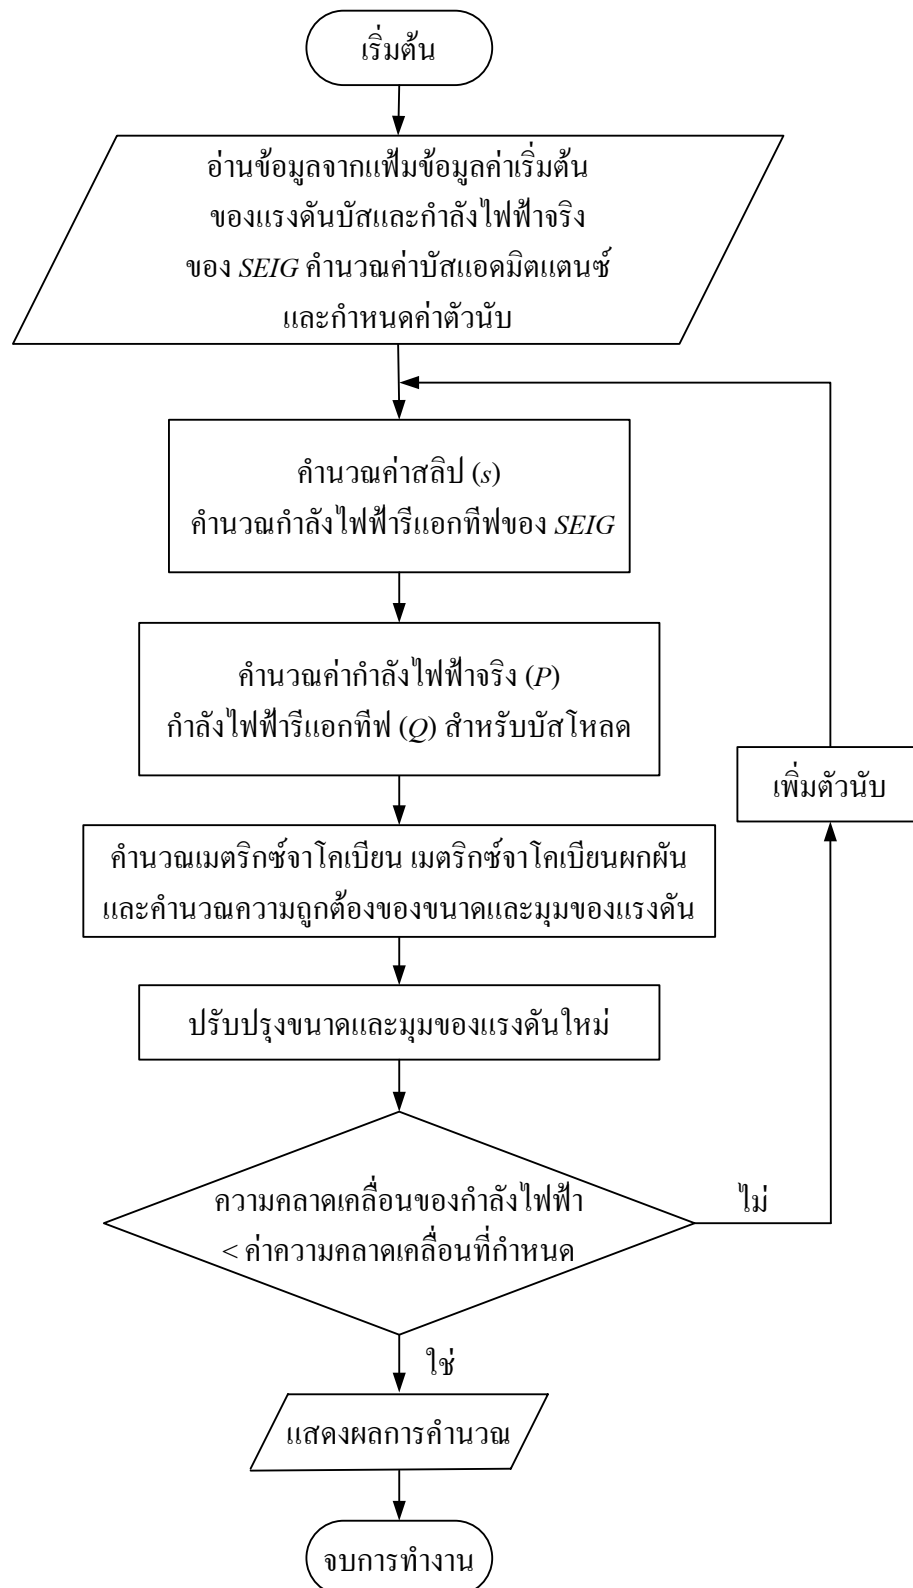 เริ่มต้น
อ่านข้อมูลจากแฟ้มข้อมูลค่าเริ่มต้น
ของแรงดันบัสและกำลังไฟฟ้าจริง
ของ SEIG คำนวณค่าบัสแอดมิตแตนซ์
และกำหนดค่าตัวนับ
คำนวณค่าสลิป (s)
คำนวณกำลังไฟฟ้ารีแอกทีฟของ SEIG
คำนวณค่ากำลังไฟฟ้าจริง (P)
กำลังไฟฟ้ารีแอกทีฟ (Q) สำหรับบัสโหลด
เพิ่มตัวนับ
คำนวณเมตริกซ์จาโคเบียน เมตริกซ์จาโคเบียนผกผัน
และคำนวณความถูกต้องของขนาดและมุมของแรงดัน
ปรับปรุงขนาดและมุมของแรงดันใหม่
ความคลาดเคลื่อนของกำลังไฟฟ้า
< ค่าความคลาดเคลื่อนที่กำหนด
ไม่
ใช่
แสดงผลการคำนวณ
จบการทำงาน